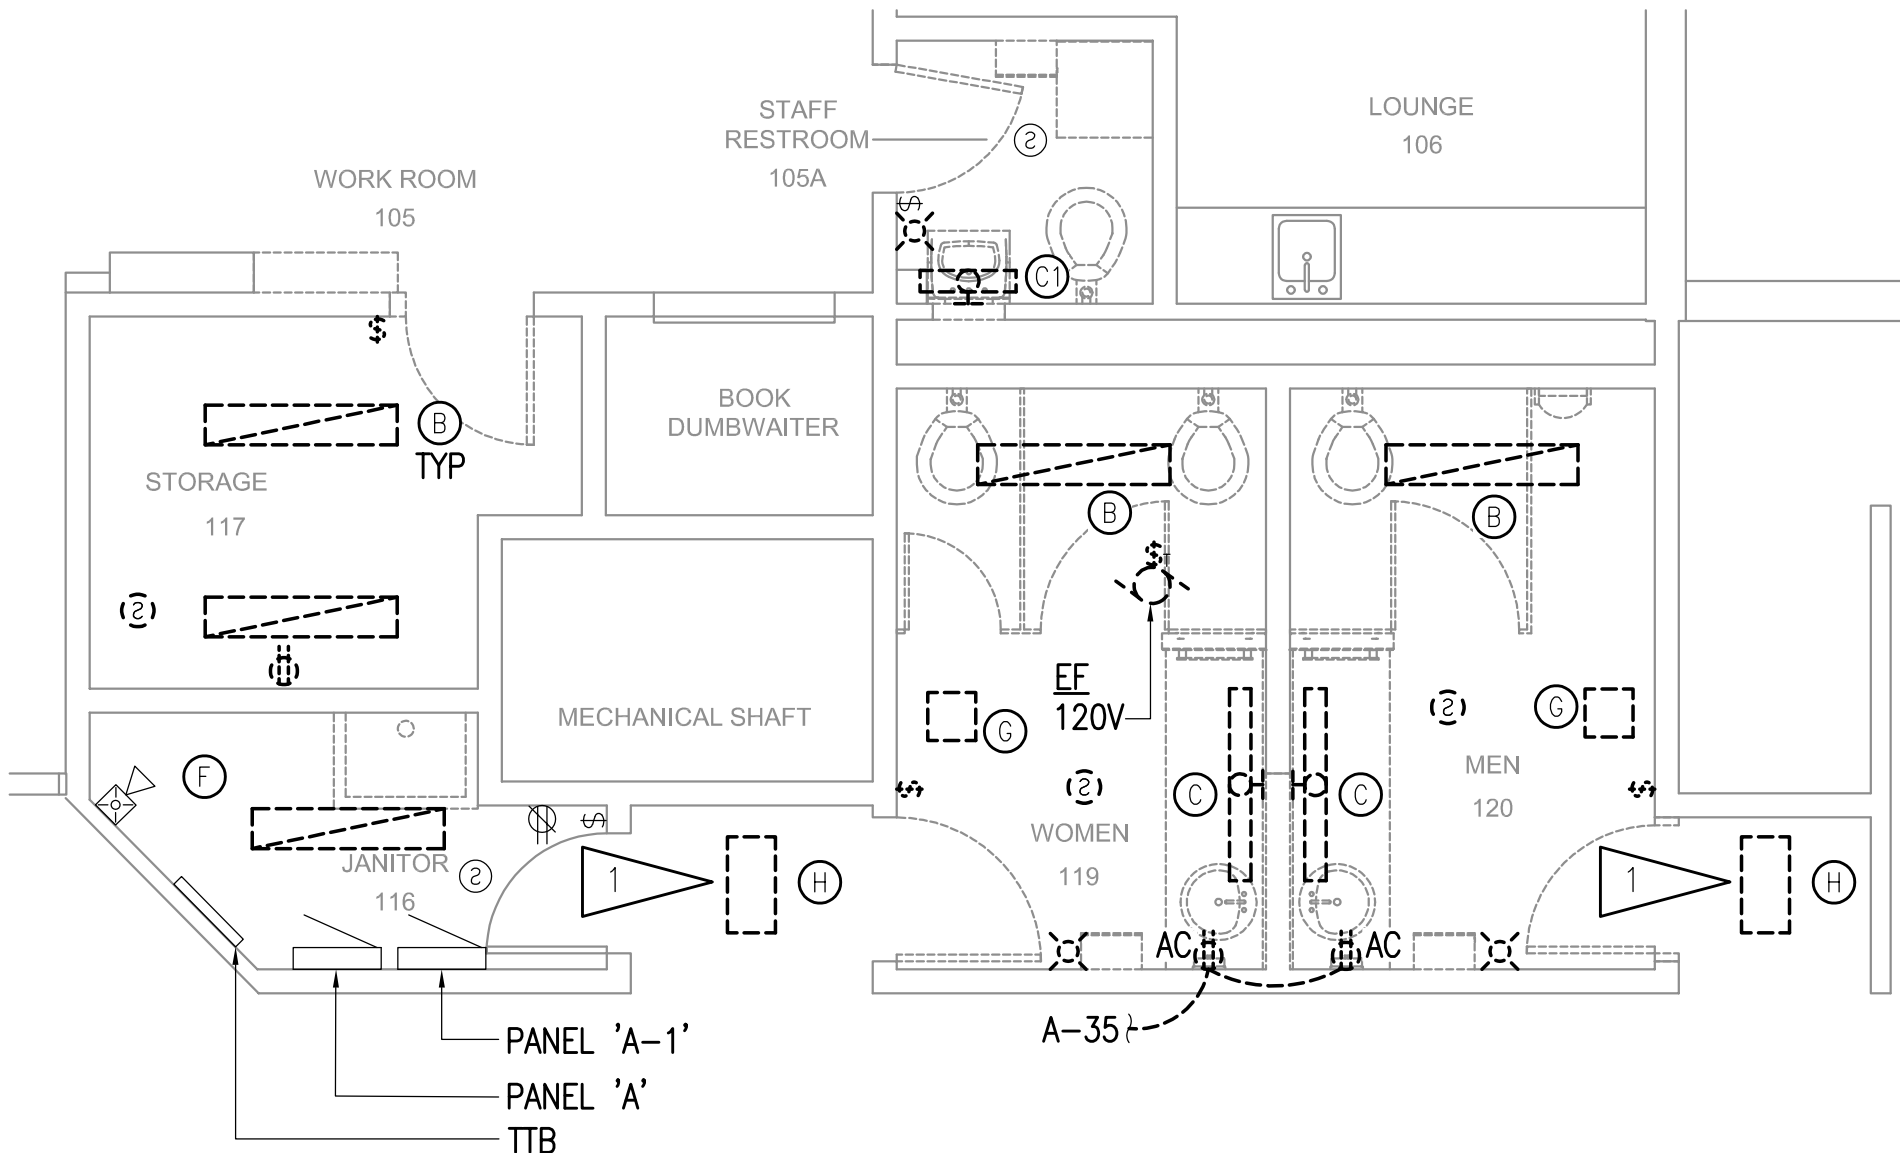 STAFF
RESTROOM
105A
LOUNGE
106
WORK ROOM
105
S
$
$
C1
B
TYP
STORAGE
117
BOOK
DUMBWAITER
B
B
$
S
EF
120V
MECHANICAL SHAFT
G
S
G
F
C
C
MEN
120
S
$
$
$
WOMEN
119
JANITOR
116
S
1
H
1
H
AC
AC
A-35
PANEL 'A-1'
PANEL 'A'
TTB